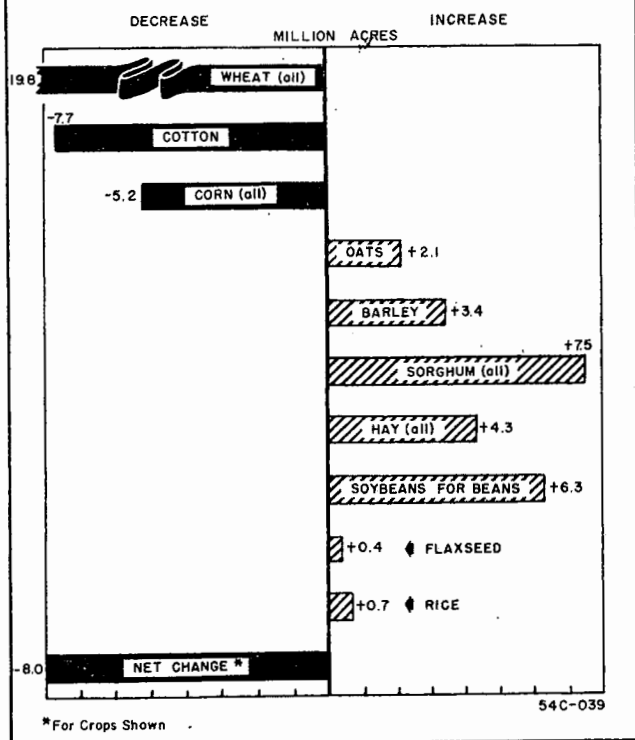 DECREASE INCREASE
MILLION ACRES
19.8 WHEAT (all)
-7.7
COTTON
-5.2 CORN (all)
OATS +2.1
BARLEY +3.4
+7.5
SORGHUM (all)
HAY (all) +4.3
SOYBEANS FOR BEANS +6.3
+0.4 FLAXSEED
+0.7 RICE
-8.0 NET CHANGE *
54C-039
*For Crops Shown